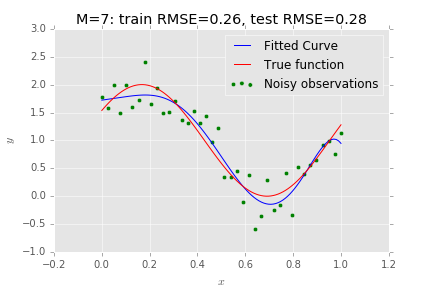 M=7: train RMSE=0.26, test RMSE=0.28
3.0
2.5
2.0
1.5
1.0
0.5
0.0
−0.5
−1.0
y
Fitted Curve
True function
Noisy observations
−0.2 0.0 0.2 0.4 0.6 0.8 1.0 1.2
x